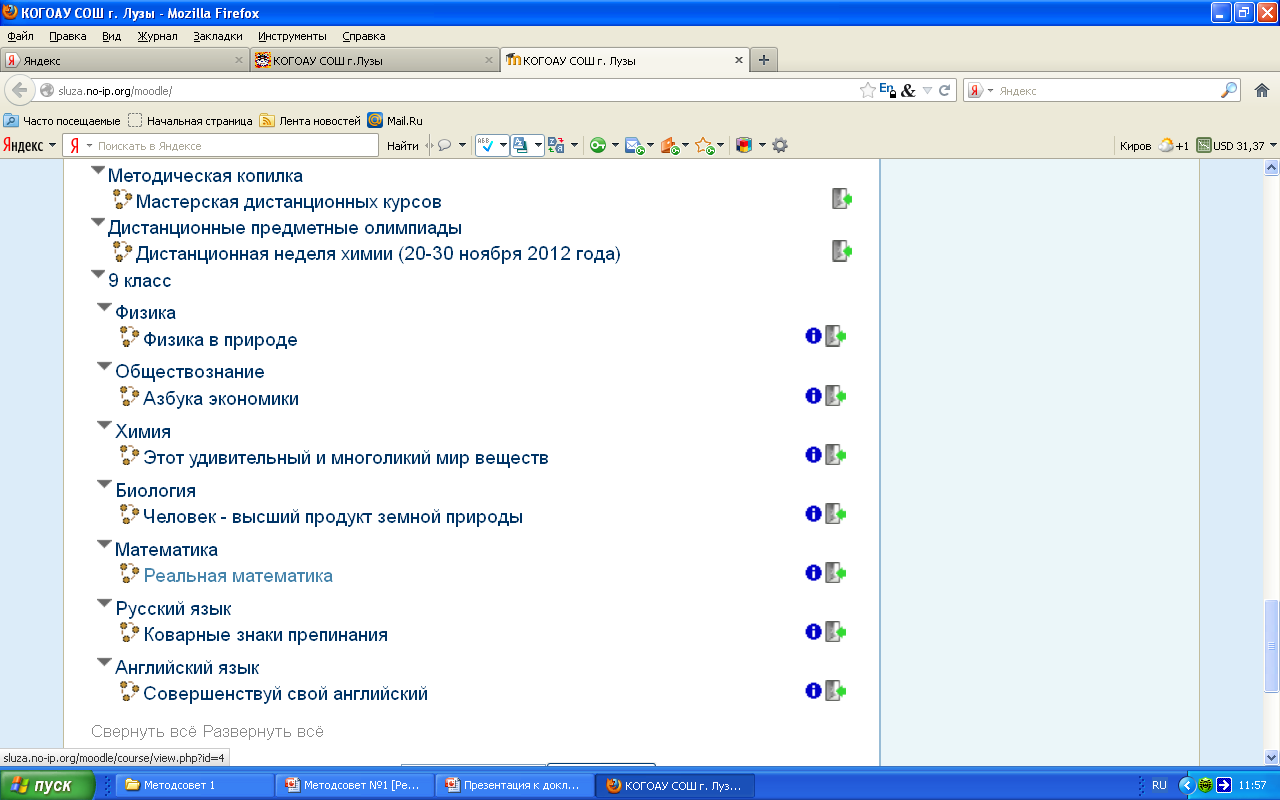 КОГОАУ СОШ г. Лузы - Mozilla Firefox
Файл Правка Вид Журнал Закладки Инструменты Справка
Яндекс КОГОАУ СОШ г.Лузы КОГОАУ СОШ г. Лузы
sluza.no-ip.org/moodle/ En & Яндекс
Часто посещаемые Начальная страница Лента новостей Mail.Ru
Яндекс Я Поискать в Яндексе Найти Киров +1 USD 31,37
Методическая копилка
Мастерская дистанционных курсов
Дистанционные предметные олимпиады
Дистанционная неделя химии (20-30 ноября 2012 года)
9 класс
Физика
Физика в природе
Обществознание
Азбука экономики
Химия
Этот удивительный и многоликий мир веществ
Биология
Человек - высший продукт земной природы
Математика
Реальная математика
Русский язык
Коварные знаки препинания
Английский язык
Совершенствуй свой английский
Свернуть всё Развернуть всё
sluza.no-ip.org/moodle/course/view.php?id=4
пуск Методсовет 1 Методсовет №1 [Ре... Презентация к докл... КОГОАУ СОШ г. Луз... RU 11:57